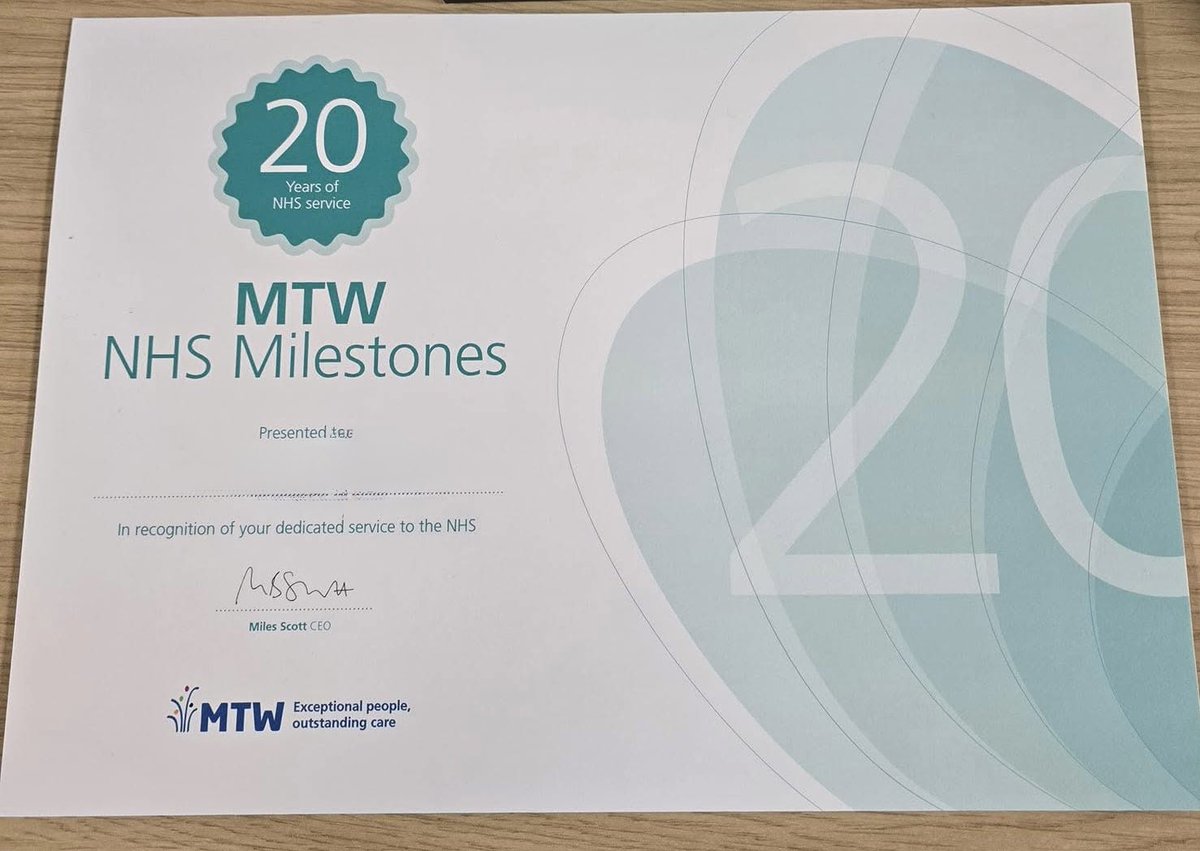 20
Years of
NHS service
MTW
NHS Milestones
Presented
In recognition of your dedicated service to the NHS
Miles Scott CEO
MTW Exceptional people,
outstanding care
20